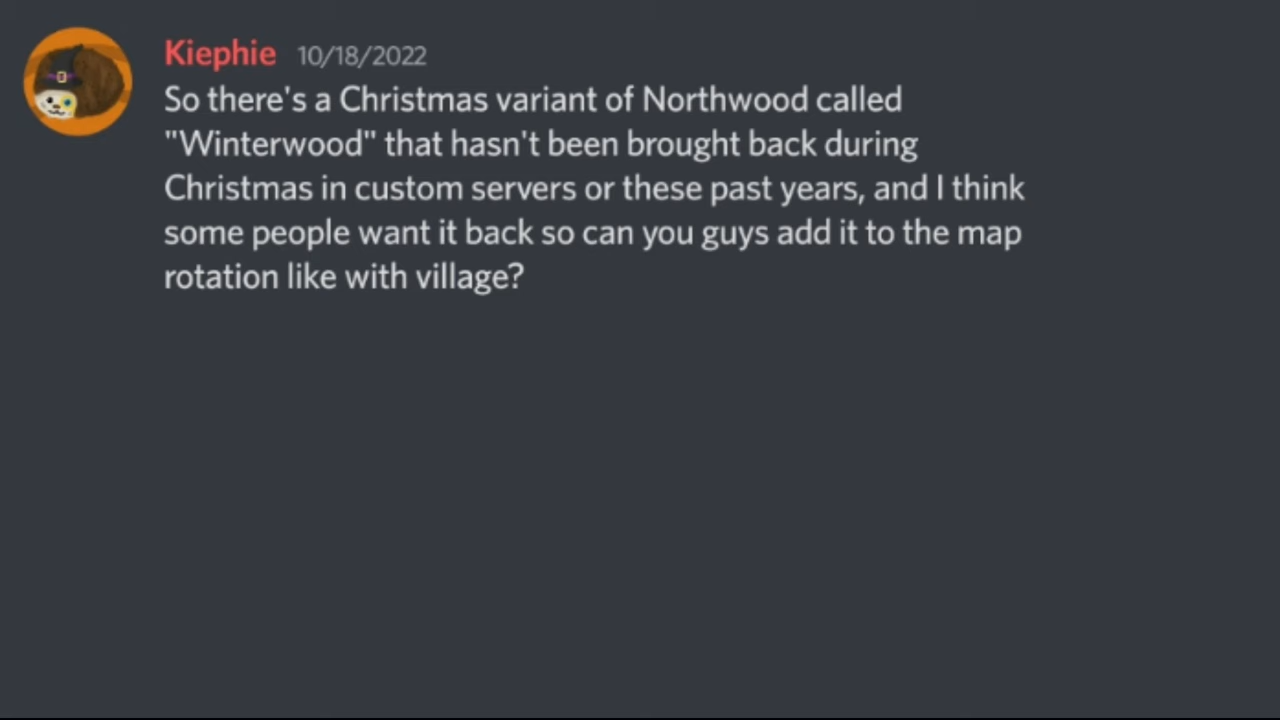 Kiephie 10/18/2022
So there's a Christmas variant of Northwood called
"Winterwood" that hasn't been brought back during
Christmas in custom servers or these past years, and I think
some people want it back so can you guys add it to the map
rotation like with village?